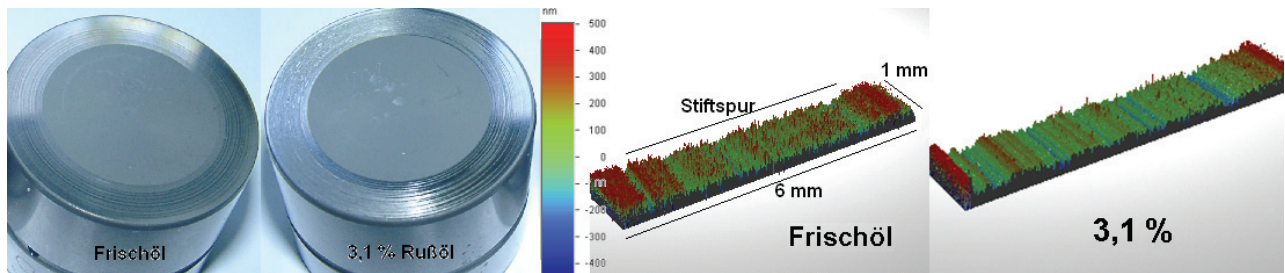 Frischöl
3,1 % Rußöl
nm
500
400
300
200
100
0
-100
-200
-300
-400
Stiftspur
1 mm
6 mm
Frischöl
3,1 %